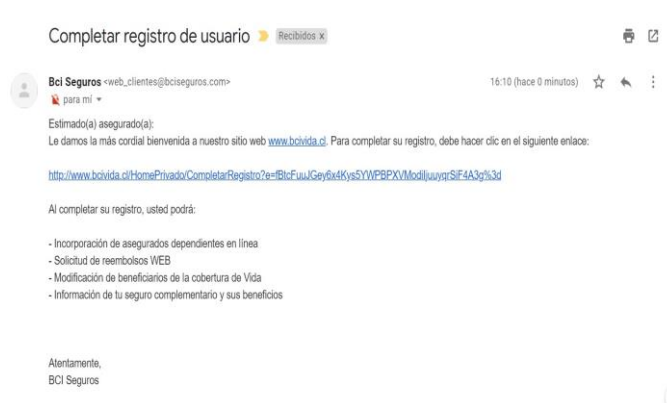 Completar registro de usuario Recibidos x
Bci Seguros <web_clientes@bciseguros.com> 16:10 (hace 0 minutos)
para mí
Estimado(a) asegurado(a):
Le damos la más cordial bienvenida a nuestro sitio web www.bcivida.cl. Para completar su registro, debe hacer clic en el siguiente enlace:
http://www.bcivida.cl/HomePrivado/CompletarRegistro?e=fBtcFuuJGey6x4Kys5YWPBPXVModiIjuuyqrSiF4A3g%3d
Al completar su registro, usted podrá:
- Incorporación de asegurados dependientes en línea
- Solicitud de reembolsos WEB
- Modificación de beneficiarios de la cobertura de Vida
- Información de tu seguro complementario y sus beneficios
Atentamente,
BCI Seguros